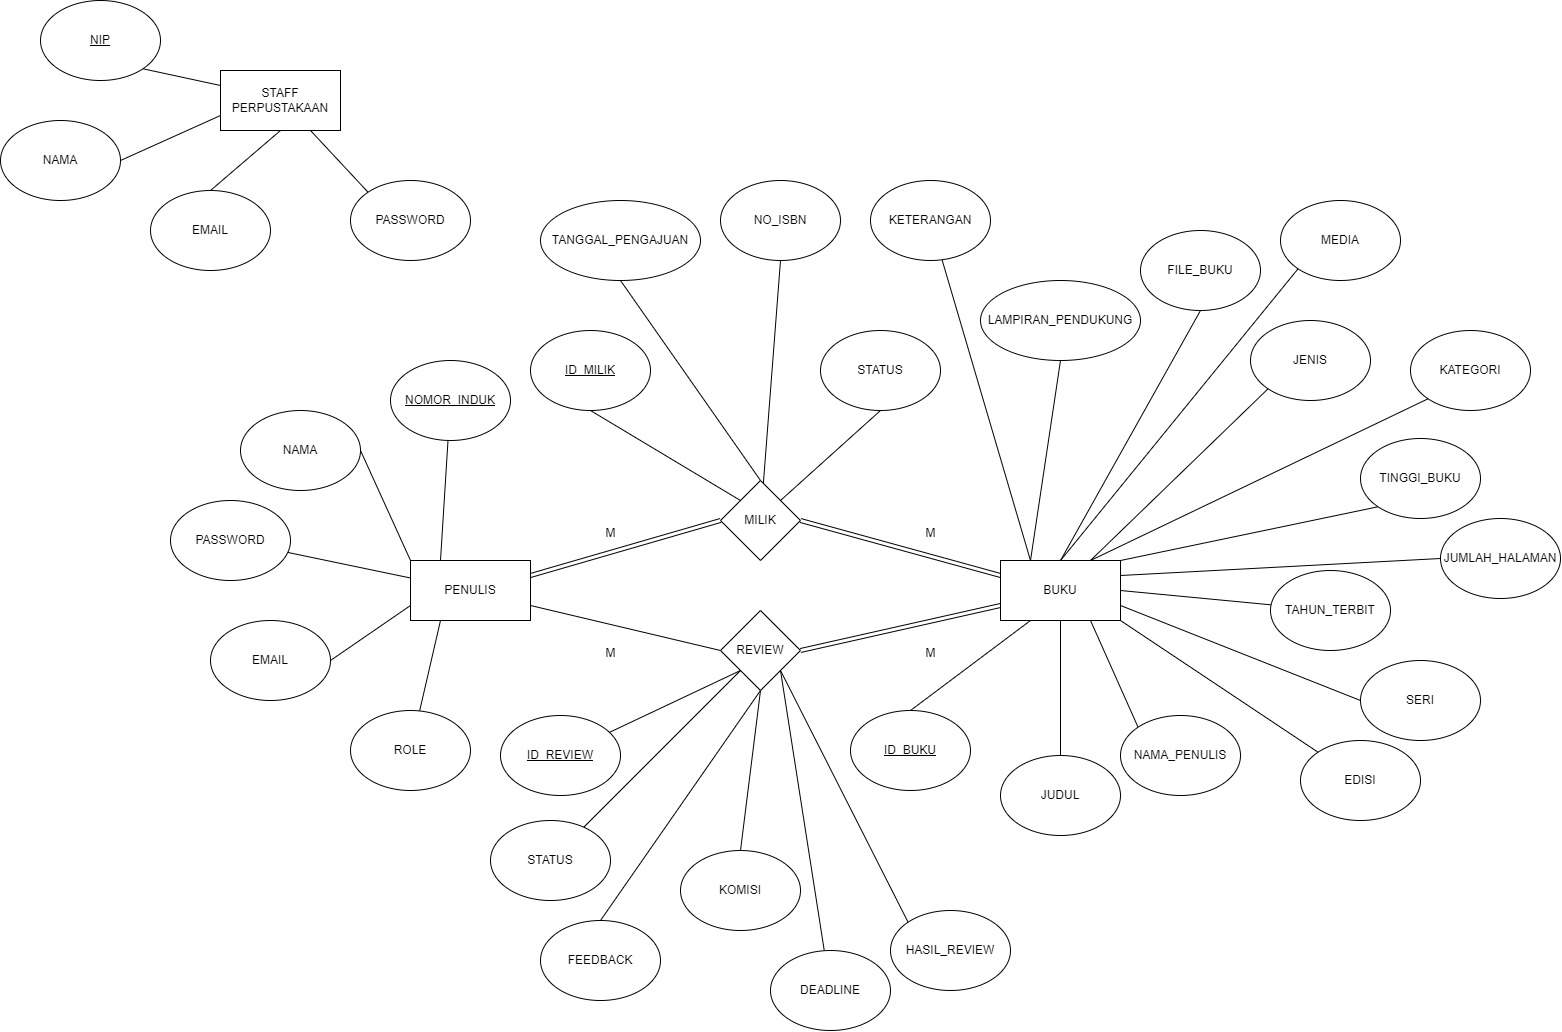 NIP
STAFF
PERPUSTAKAAN
NAMA
EMAIL
PASSWORD
TANGGAL_PENGAJUAN
NO_ISBN
KETERANGAN
MEDIA
FILE_BUKU
LAMPIRAN_PENDUKUNG
ID_MILIK
STATUS
JENIS
KATEGORI
NOMOR_INDUK
NAMA
TINGGI_BUKU
PASSWORD
M
MILIK
M
JUMLAH_HALAMAN
PENULIS
BUKU
TAHUN_TERBIT
EMAIL
M
REVIEW
M
SERI
ROLE
ID_REVIEW
ID_BUKU
NAMA_PENULIS
JUDUL
EDISI
STATUS
KOMISI
FEEDBACK
HASIL_REVIEW
DEADLINE